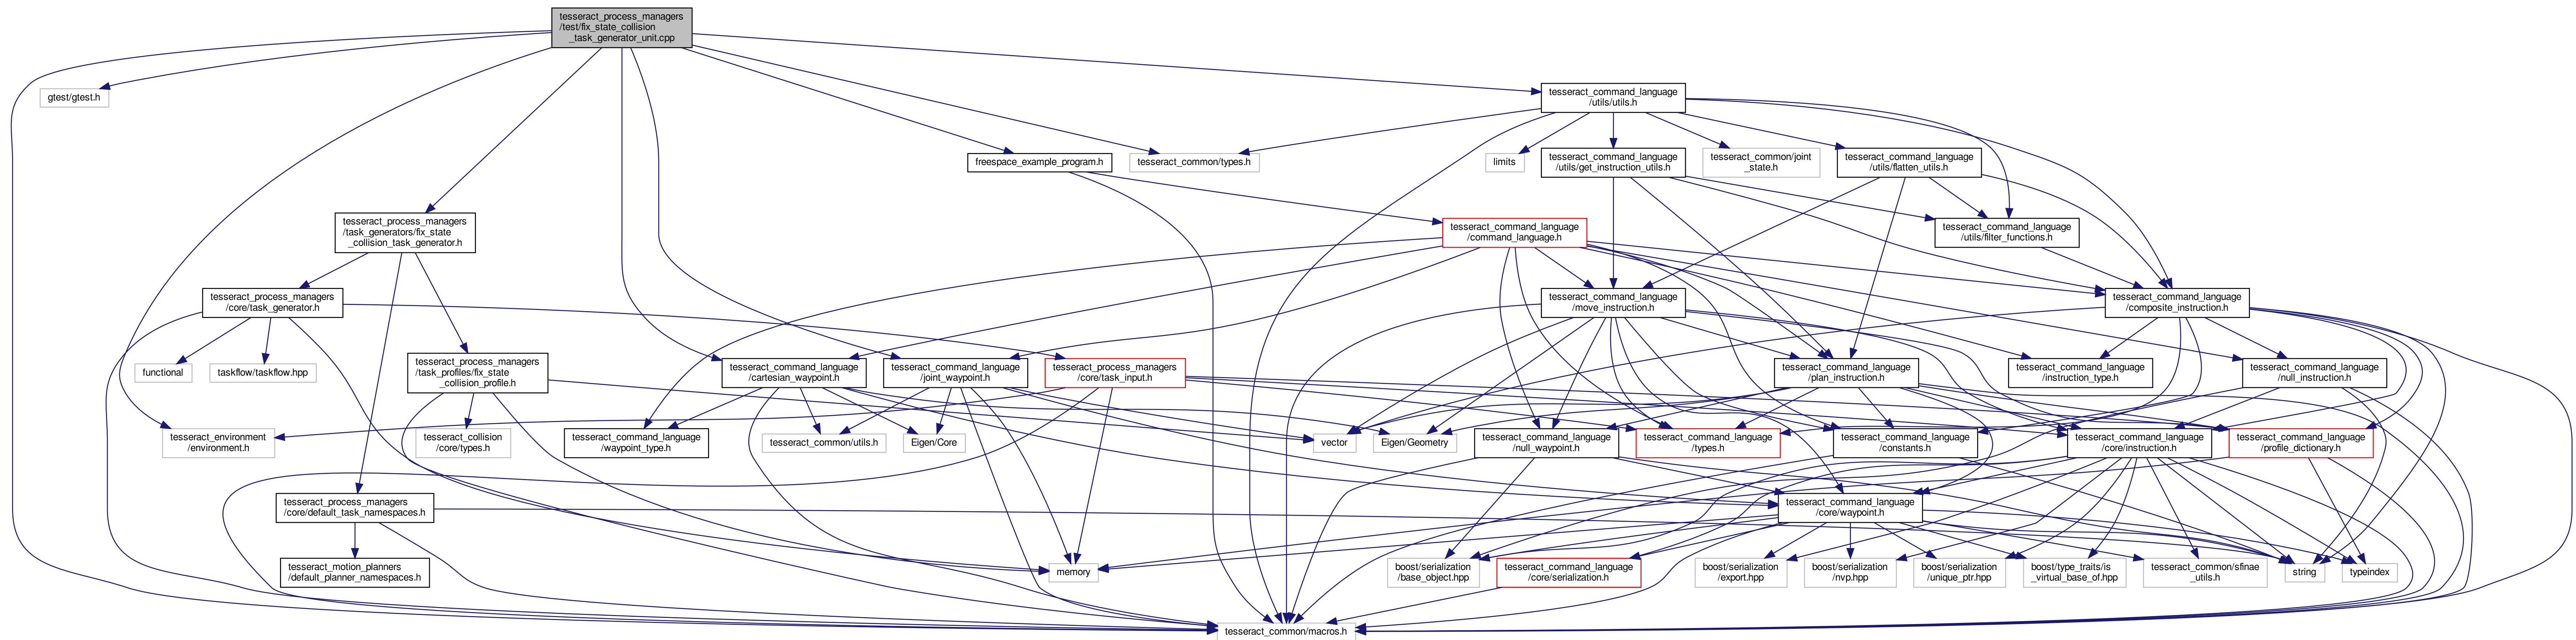 tesseract_process_managers
/test/fix_state_collision
_task_generator_unit.cpp
gtest/gtest.h
tesseract_command_language
/utils/utils.h
freespace_example_program.h
tesseract_common/types.h
limits
tesseract_command_language
/utils/get_instruction_utils.h
tesseract_common/joint
_state.h
tesseract_command_language
/utils/flatten_utils.h
tesseract_process_managers
/task_generators/fix_state
_collision_task_generator.h
tesseract_command_language
/command_language.h
tesseract_command_language
/utils/filter_functions.h
tesseract_process_managers
/core/task_generator.h
tesseract_command_language
/move_instruction.h
tesseract_command_language
/composite_instruction.h
functional
taskflow/taskflow.hpp
tesseract_process_managers
/task_profiles/fix_state
_collision_profile.h
tesseract_command_language
/cartesian_waypoint.h
tesseract_command_language
/joint_waypoint.h
tesseract_process_managers
/core/task_input.h
tesseract_command_language
/plan_instruction.h
tesseract_command_language
/instruction_type.h
tesseract_command_language
/null_instruction.h
tesseract_environment
/environment.h
tesseract_collision
/core/types.h
tesseract_command_language
/waypoint_type.h
tesseract_common/utils.h
Eigen/Core
vector
Eigen/Geometry
tesseract_command_language
/null_waypoint.h
tesseract_command_language
/types.h
tesseract_command_language
/constants.h
tesseract_command_language
/core/instruction.h
tesseract_command_language
/profile_dictionary.h
tesseract_process_managers
/core/default_task_namespaces.h
tesseract_command_language
/core/waypoint.h
tesseract_motion_planners
/default_planner_namespaces.h
memory
boost/serialization
/base_object.hpp
tesseract_command_language
/core/serialization.h
boost/serialization
/export.hpp
boost/serialization
/nvp.hpp
boost/serialization
/unique_ptr.hpp
boost/type_traits/is
_virtual_base_of.hpp
tesseract_common/sfinae
_utils.h
string
typeindex
tesseract_common/macros.h